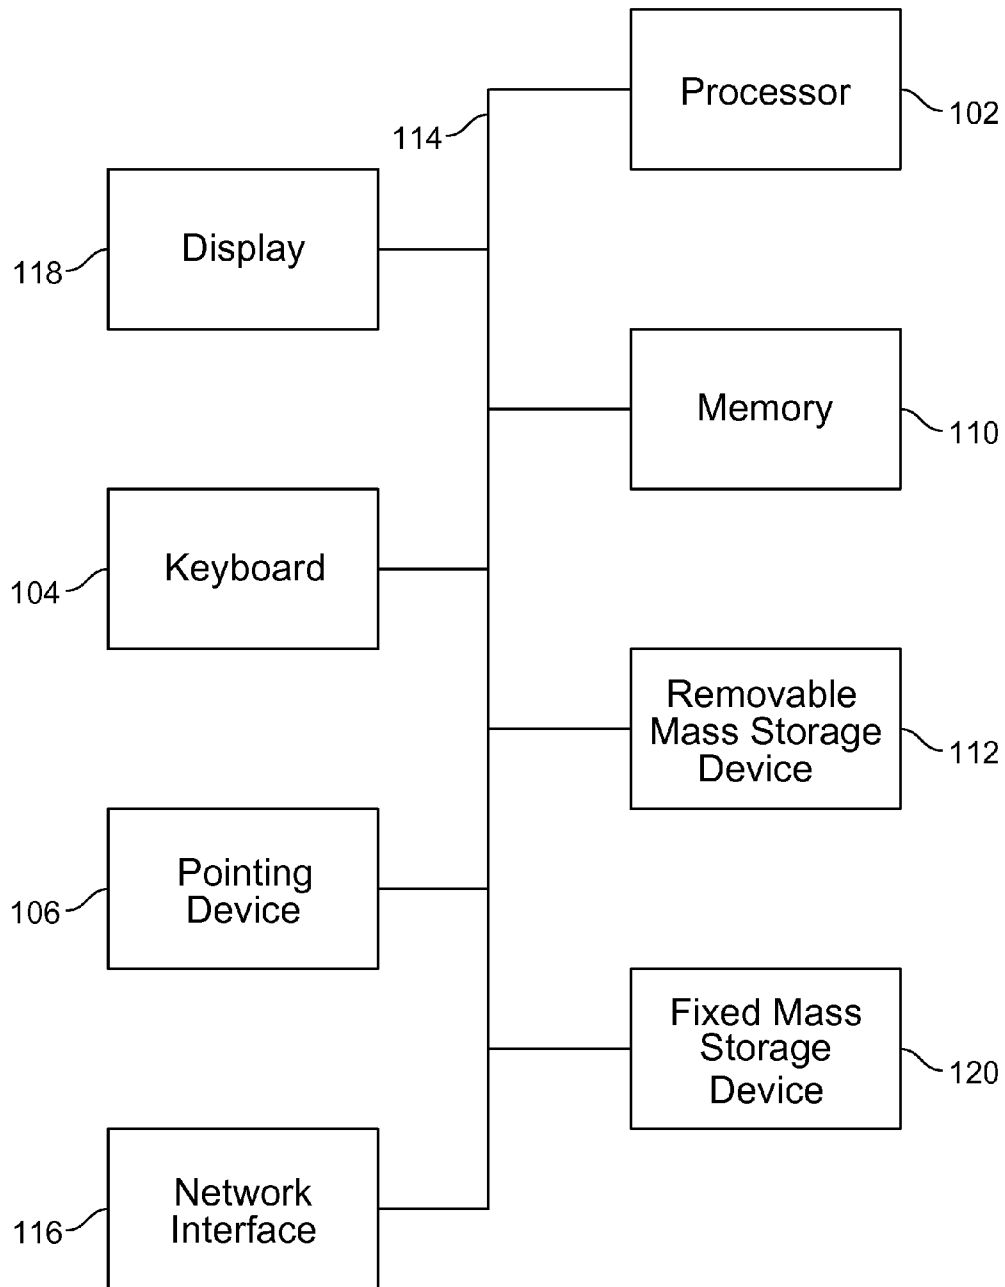 Processor
102
114
Display
118
Memory
110
Keyboard
104
Removable
Mass Storage
Device
112
Pointing
Device
106
Fixed Mass
Storage
Device
120
Network
Interface
116